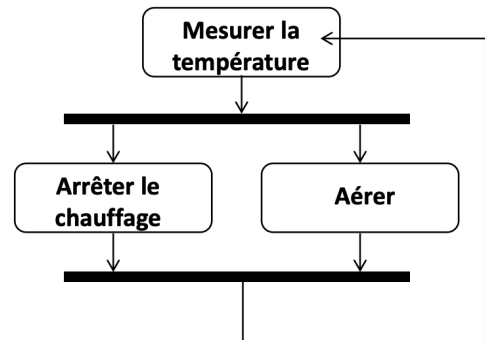 Mesurer la
température
Arrêter le
chauffage
Aérer